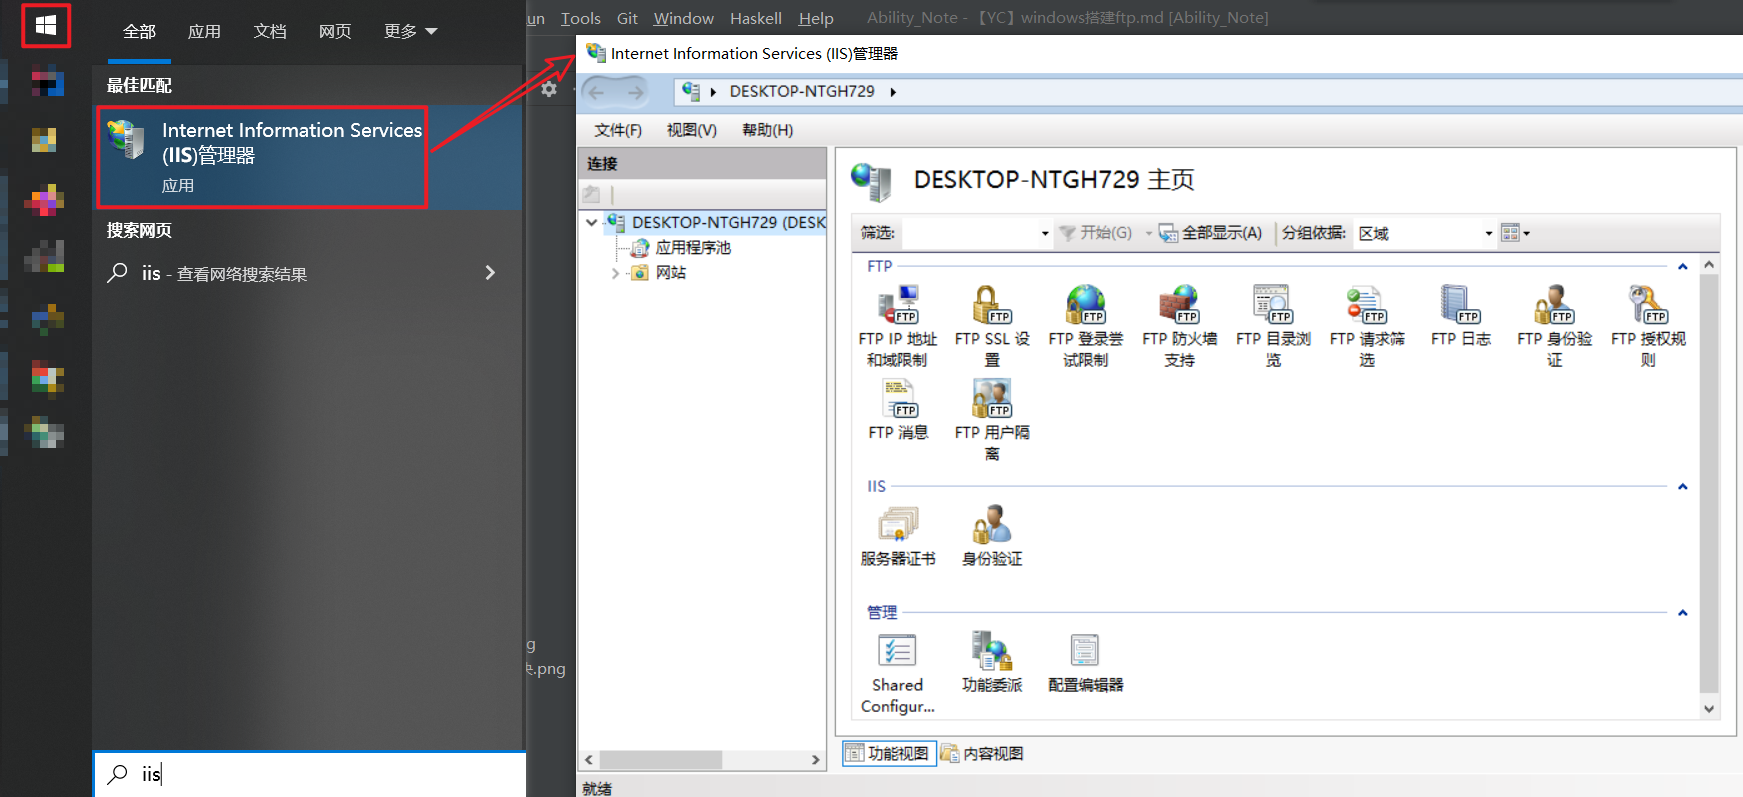 全部 应用 文档 网页 更多
最佳匹配
Internet Information Services
(IIS)管理器
应用
搜索网页
iis - 查看网络搜索结果
iis
un Tools Git Window Haskell Help Ability_Note - 【YC】windows搭建ftp.md [Ability_Note]
g
.png
Internet Information Services (IIS)管理器
DESKTOP-NTGH729
文件(F) 视图(V) 帮助(H)
连接
DESKTOP-NTGH729 (DESK
应用程序池
网站
DESKTOP-NTGH729 主页
筛选: 开始(G) 全部显示(A) 分组依据: 区域
FTP
FTP IP 地址
和域限制
FTP SSL 设
置
FTP 登录尝
试限制
FTP 防火墙
支持
FTP 目录浏
览
FTP 请求筛
选
FTP 日志
FTP 身份验
证
FTP 授权规
则
FTP 消息
FTP 用户隔
离
IIS
服务器证书
身份验证
管理
Shared
Configur...
功能委派
配置编辑器
功能视图 内容视图
就绪